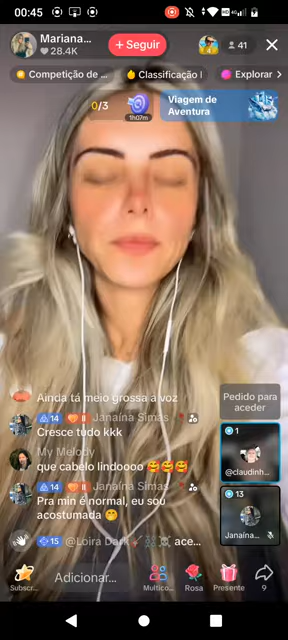 00:45
4G
Mariana...
28.4K
+ Seguir
41
Competição de ...
Classificação
Explorar
0/3
1h07m
Viagem de
Aventura
Ainda tá meio grossa a voz
14 Janaína Simas
Cresce tudo kkk
My Melody
que cabelo lindoooo 🥰🥰🥰
14 Janaína Simas
Pra min é normal, eu sou
acostumada
15 @Loira Dark ace...
Pedido para
aceder
1
@claudinh...
13
Janaína...
Subscr...
Adicionar...
Multico...
Rosa
Presente
9